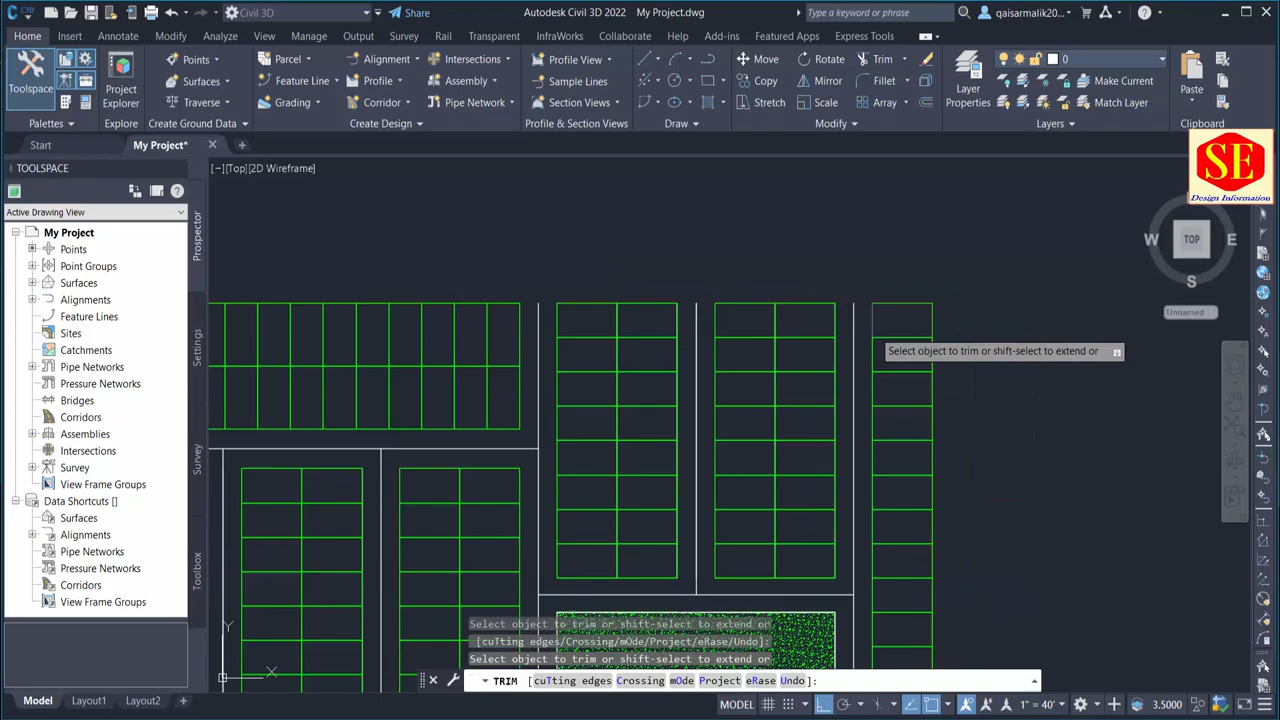 C3D Civil 3D Share Autodesk Civil 3D 2022 My Project.dwg Type a keyword or phrase qaisarmalik20...
Home Insert Annotate Modify Analyze View Manage Output Survey Rail Transparent InfraWorks Collaborate Help Add-ins Featured Apps Express Tools
Points Parcel Alignment Intersections Profile View Move Rotate Trim 0
Surfaces Feature Line Profile Assembly Sample Lines Copy Mirror Fillet Make Current
Toolspace Project Explorer Traverse Grading Corridor Pipe Network Section Views Stretch Scale Array Layer Properties Match Layer Paste
Palettes Explore Create Ground Data Create Design Profile & Section Views Draw Modify Layers Clipboard
Start My Project*
SE
Design Information
TOOLSPACE
[−][Top][2D Wireframe]
Active Drawing View
My Project
Points
Point Groups
Surfaces
Alignments
Feature Lines
Sites
Catchments
Pipe Networks
Pressure Networks
Bridges
Corridors
Assemblies
Intersections
Survey
View Frame Groups
Data Shortcuts []
Surfaces
Alignments
Pipe Networks
Pressure Networks
Corridors
View Frame Groups
Prospector
Settings
Survey
Toolbox
W TOP E
S
Unnamed
Select object to trim or shift-select to extend or
Y
X
Select object to trim or shift-select to extend or
[cuTting edges/Crossing/mOde/Project/eRase/Undo]:
Select object to trim or shift-select to extend or
TRIM [cuTting edges Crossing mOde Project eRase Undo]:
Model Layout1 Layout2 MODEL 1" = 40' 3.5000